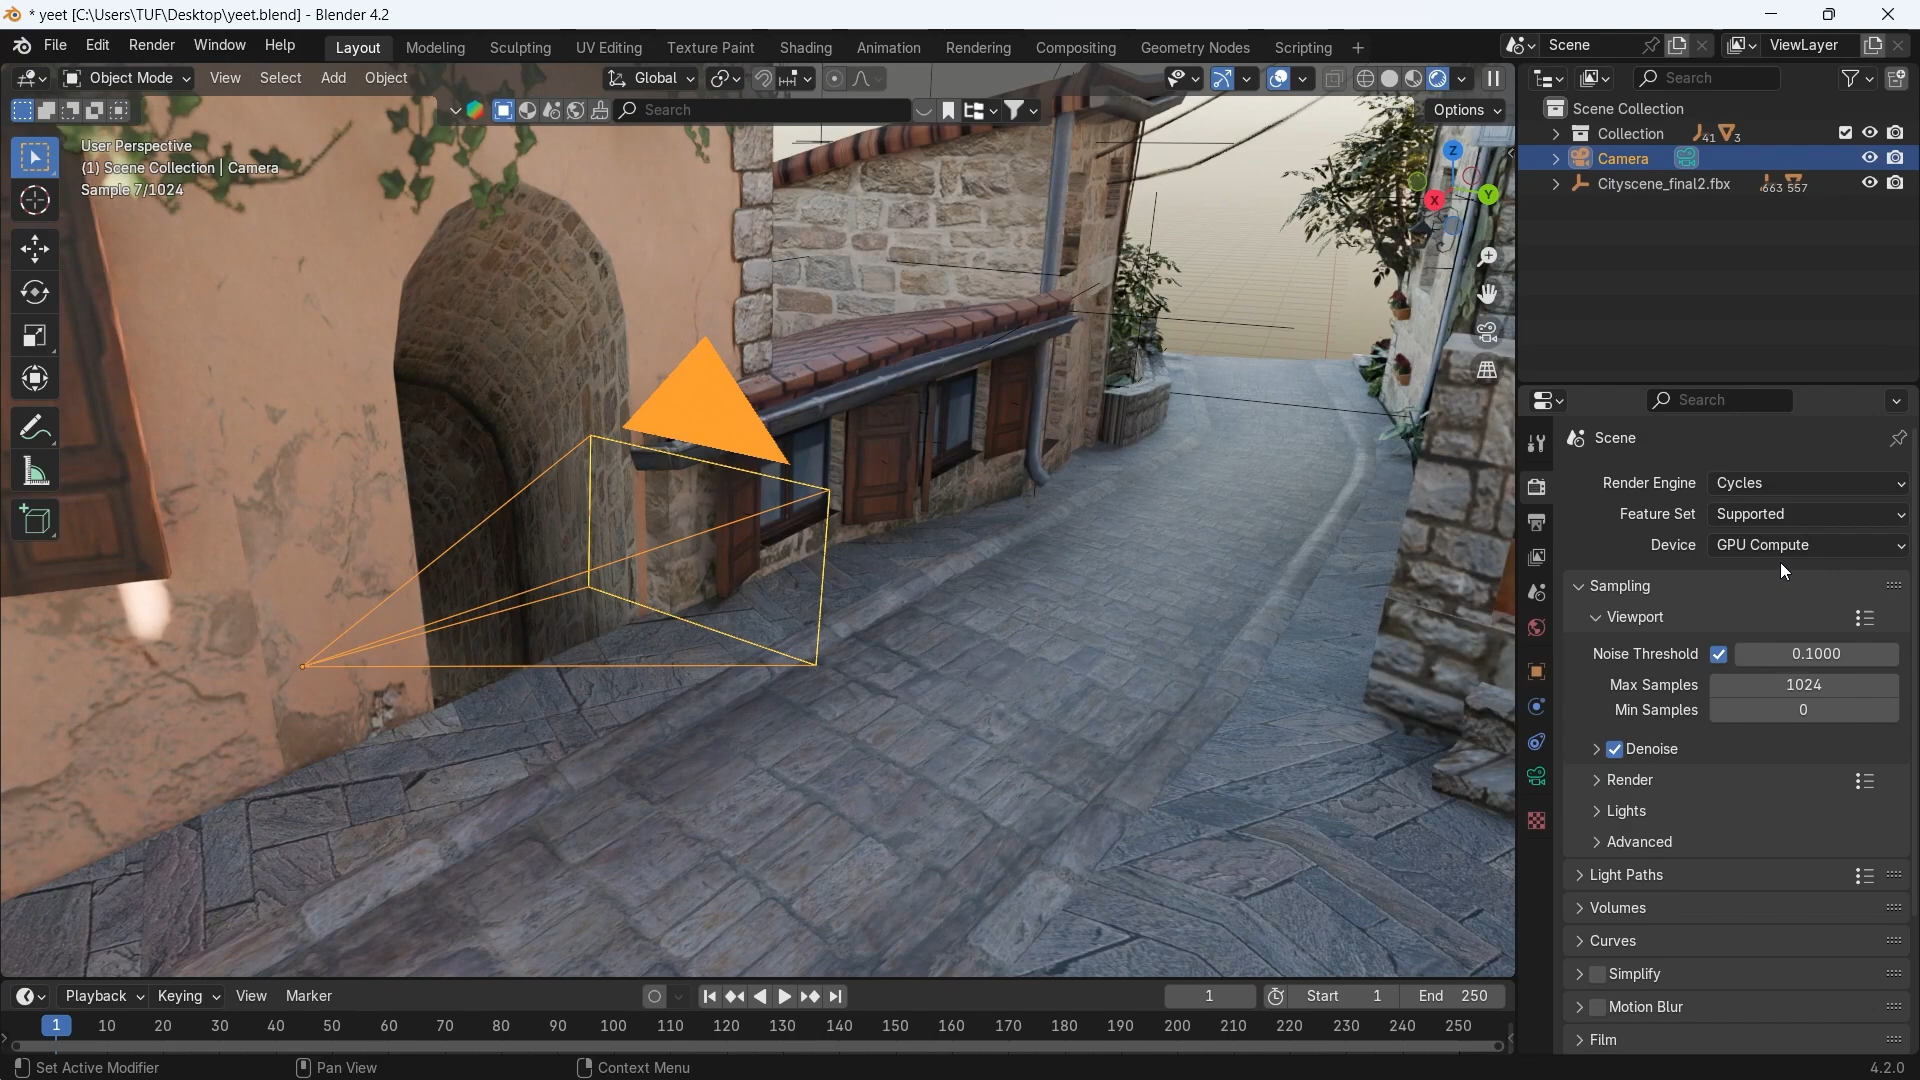 * yeet [C:\Users\TUF\Desktop\yeet.blend] - Blender 4.2
File Edit Render Window Help Layout Modeling Sculpting UV Editing Texture Paint Shading Animation Rendering Compositing Geometry Nodes Scripting + Scene ViewLayer
Object Mode View Select Add Object Global Search
Search Options
User Perspective
(1) Scene Collection | Camera
Sample 7/1024
Z
Y
X
Scene Collection
Collection 41 3
Camera
Cityscene_final2.fbx 663 557
Search
Scene
Render Engine Cycles
Feature Set Supported
Device GPU Compute
Sampling
Viewport
Noise Threshold 0.1000
Max Samples 1024
Min Samples 0
Denoise
Render
Lights
Advanced
Light Paths
Volumes
Curves
Simplify
Motion Blur
Film
Playback Keying View Marker 1 Start 1 End 250
1 10 20 30 40 50 60 70 80 90 100 110 120 130 140 150 160 170 180 190 200 210 220 230 240 250
Set Active Modifier Pan View Context Menu 4.2.0